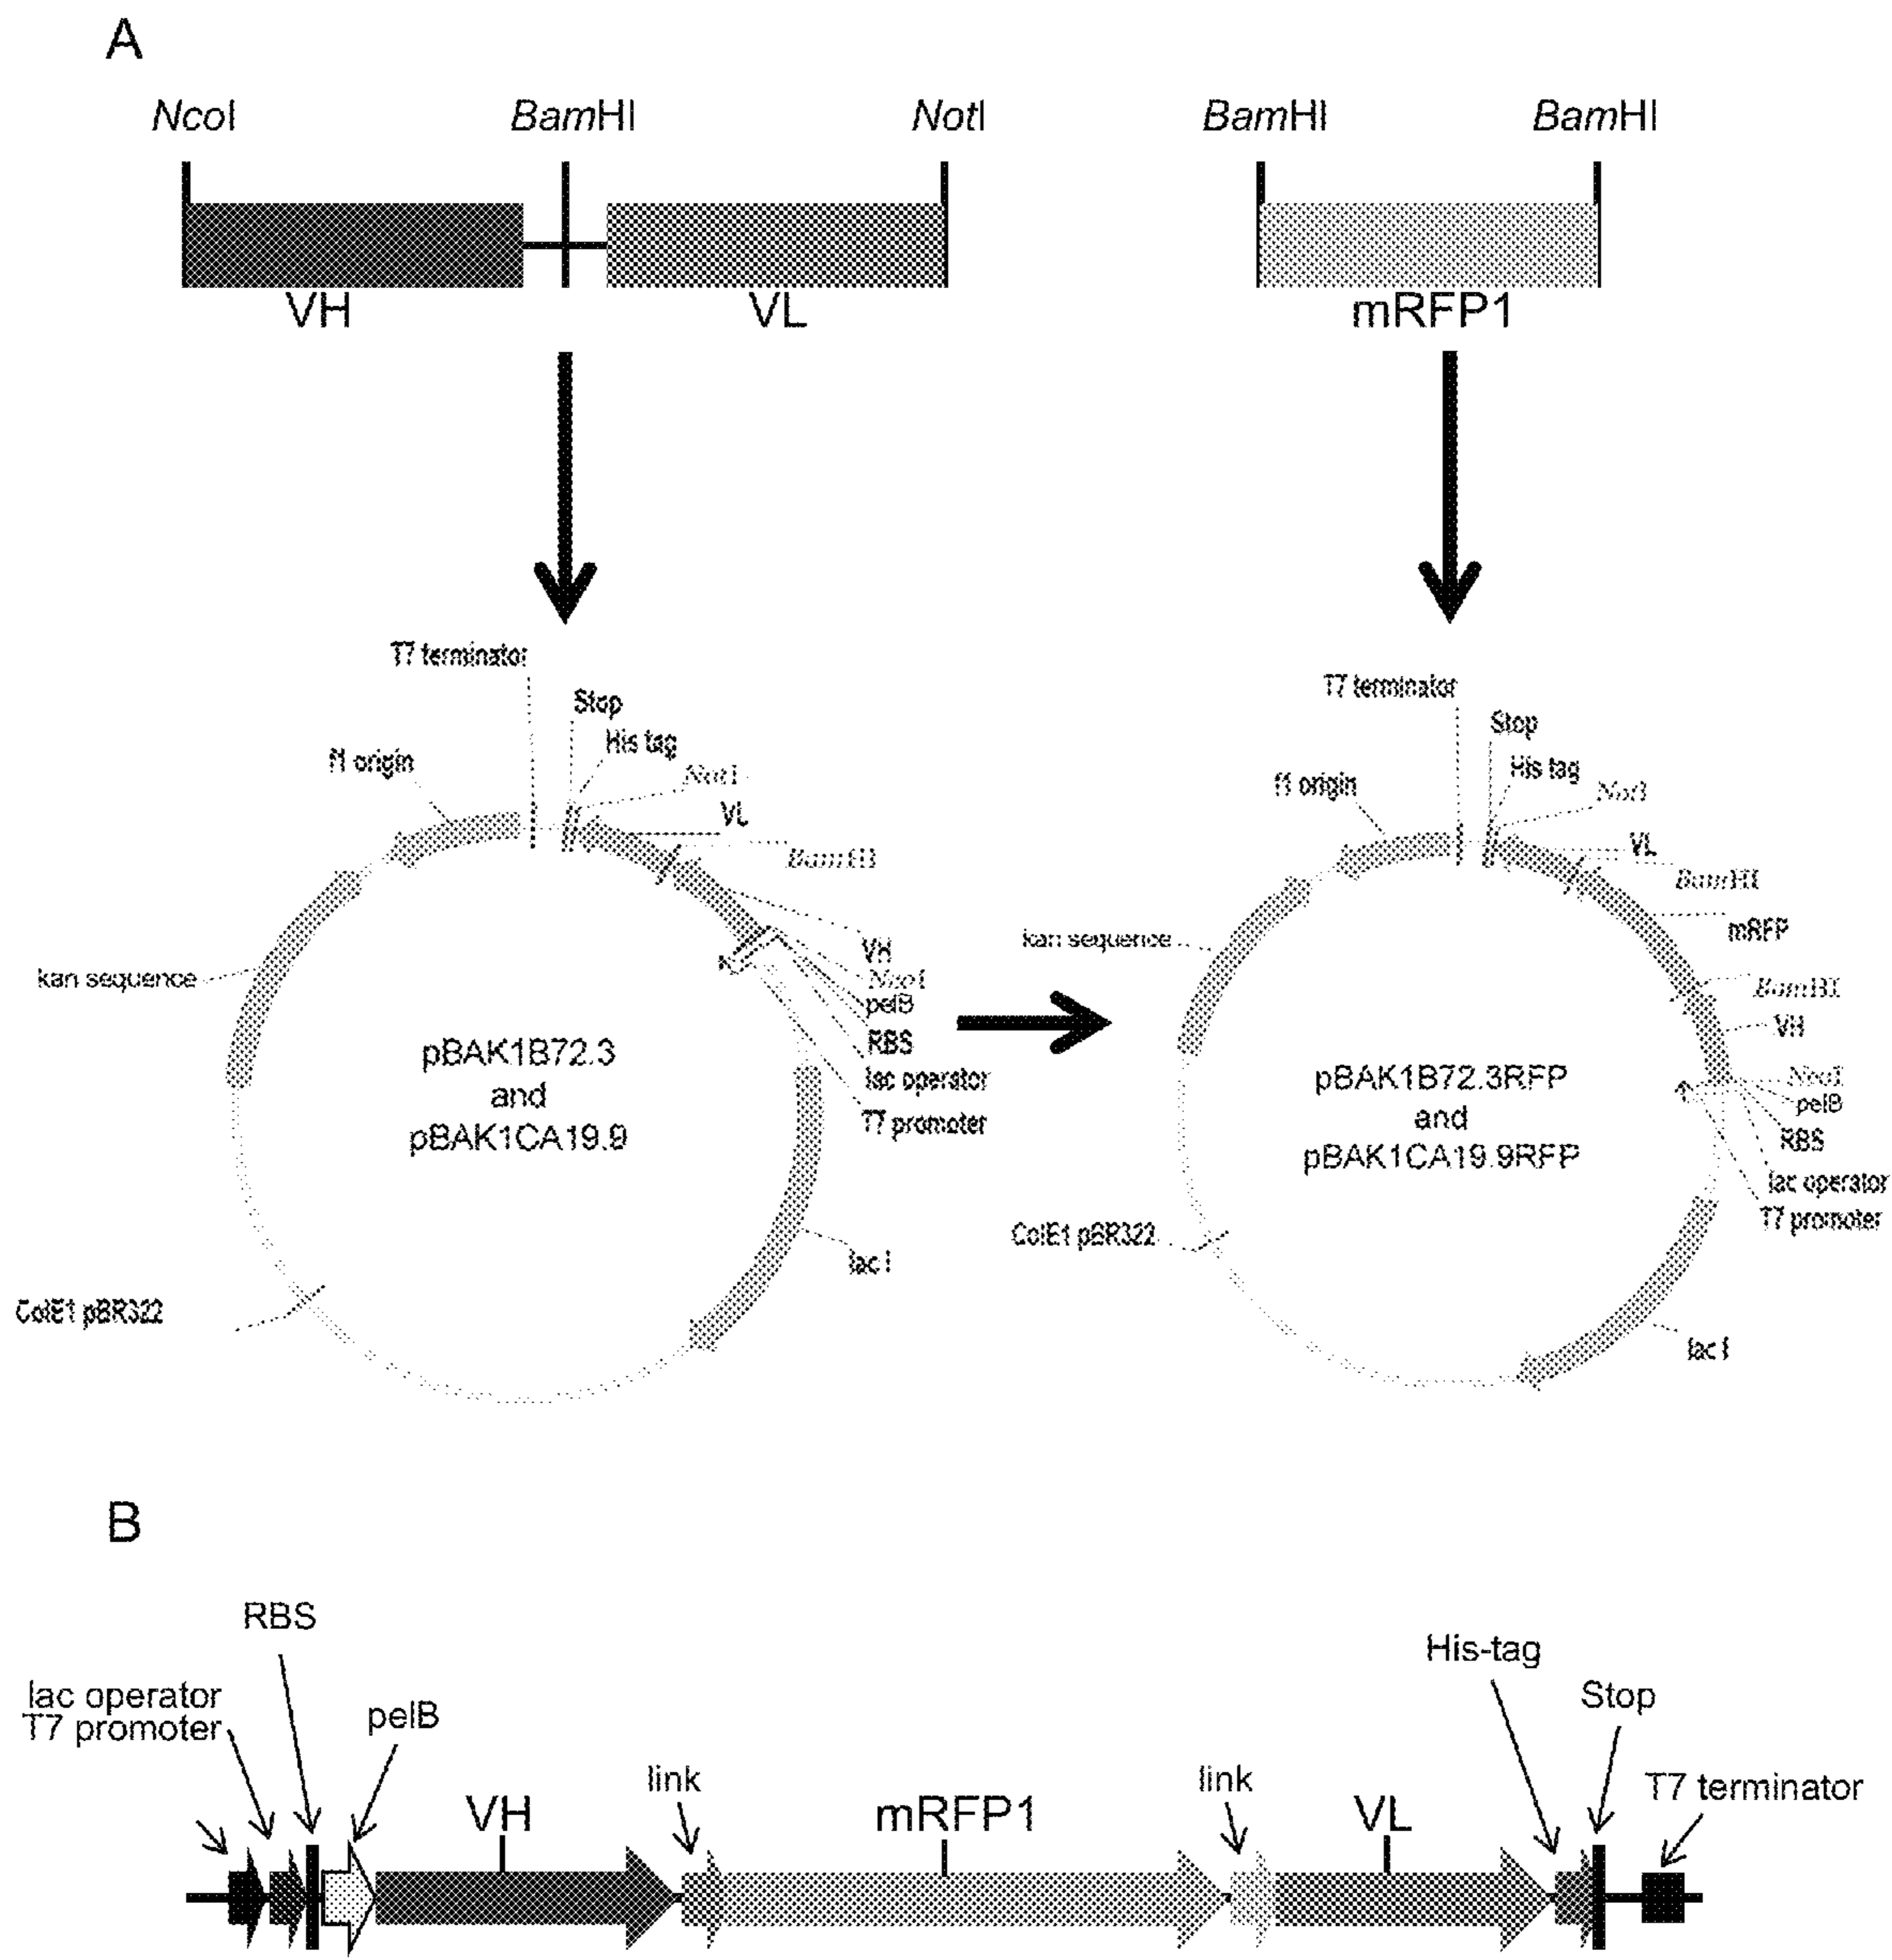 A
NcoI
BamHI
NotI
BamHI
BamHI
VH
VL
mRFP1
T7 terminator
Stop
His tag
f1 origin
NotI
VL
BamHI
VH
NcoI
pelB
RBS
lac operator
T7 promoter
kan sequence
pBAK1B72.3
and
pBAK1CA19.9
lac I
ColE1 pBR322
T7 terminator
Stop
His tag
f1 origin
NotI
VL
BamHI
mRFP
BamHI
VH
NcoI
pelB
RBS
lac operator
T7 promoter
kan sequence
pBAK1B72.3RFP
and
pBAK1CA19.9RFP
ColE1 pBR322
lac I
B
RBS
lac operator
T7 promoter
pelB
VH
link
mRFP1
link
VL
His-tag
Stop
T7 terminator